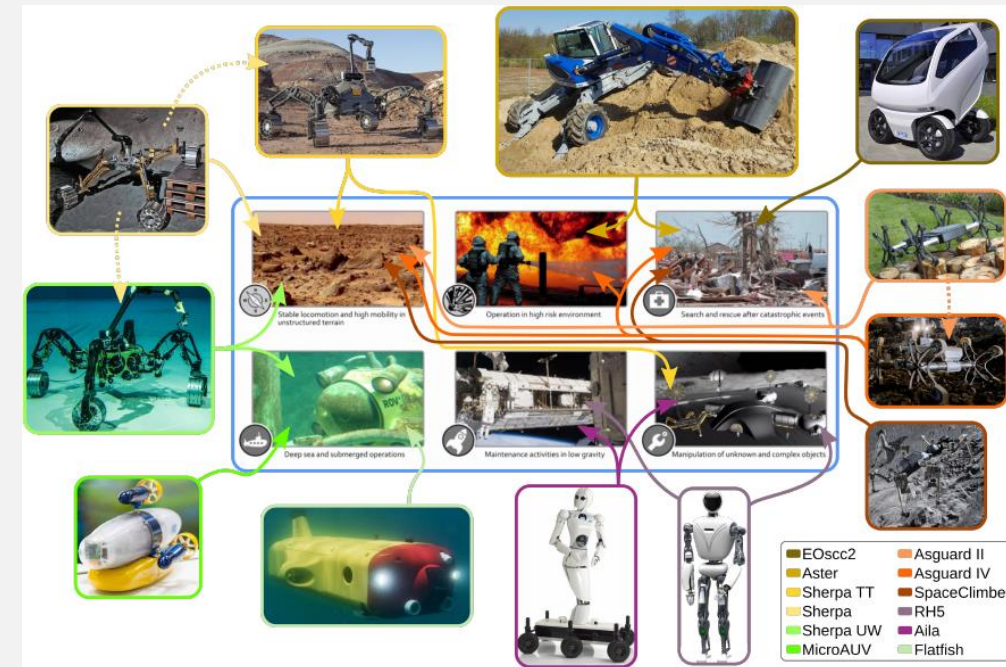 Stable locomotion and high mobility in
unstructured terrain
Operation in high risk environment
Search and rescue after catastrophic events
ROV
Deep sea and submerged operations
Maintenance activities in low gravity
Manipulation of unknown and complex objects
EOscc2
Aster
Sherpa TT
Sherpa
Sherpa UW
MicroAUV
Asguard II
Asguard IV
SpaceClimbe
RH5
Aila
Flatfish